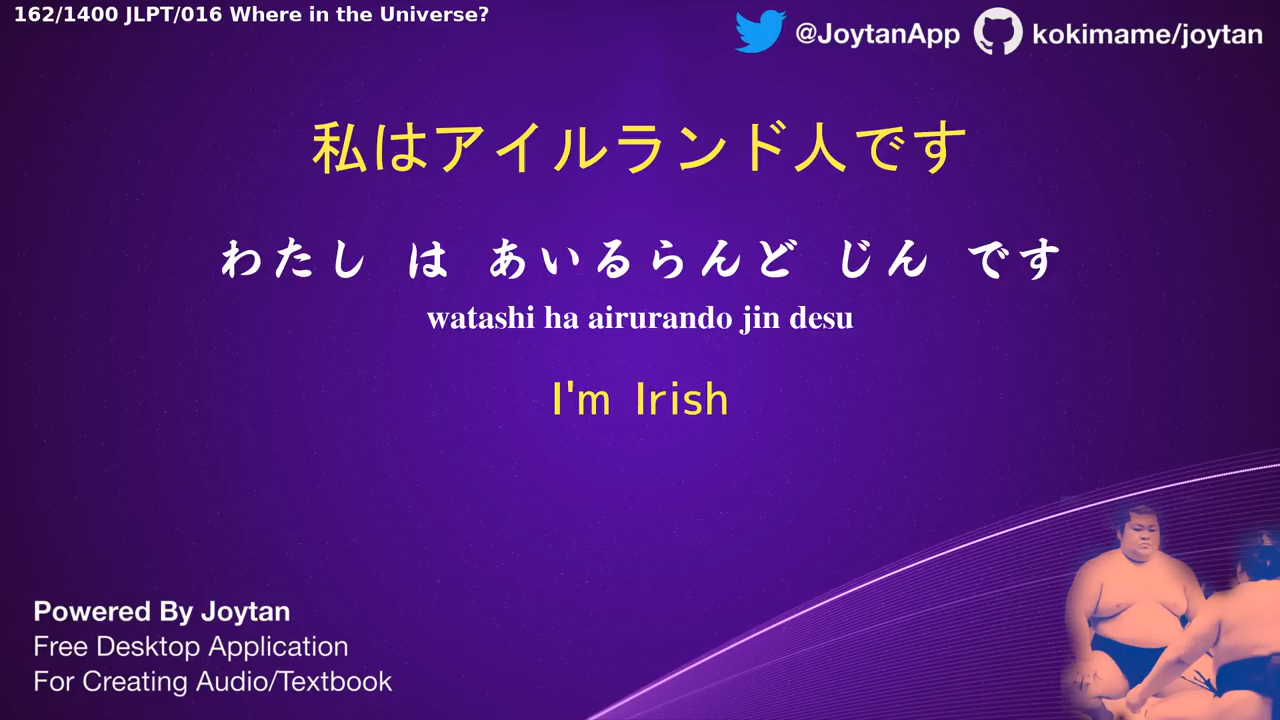 162/1400 JLPT/016 Where in the Universe?
@JoytanApp kokimame/joytan
私はアイルランド人です
わたし は あいるらんど じん です
watashi ha airurando jin desu
I'm Irish
Powered By Joytan
Free Desktop Application
For Creating Audio/Textbook